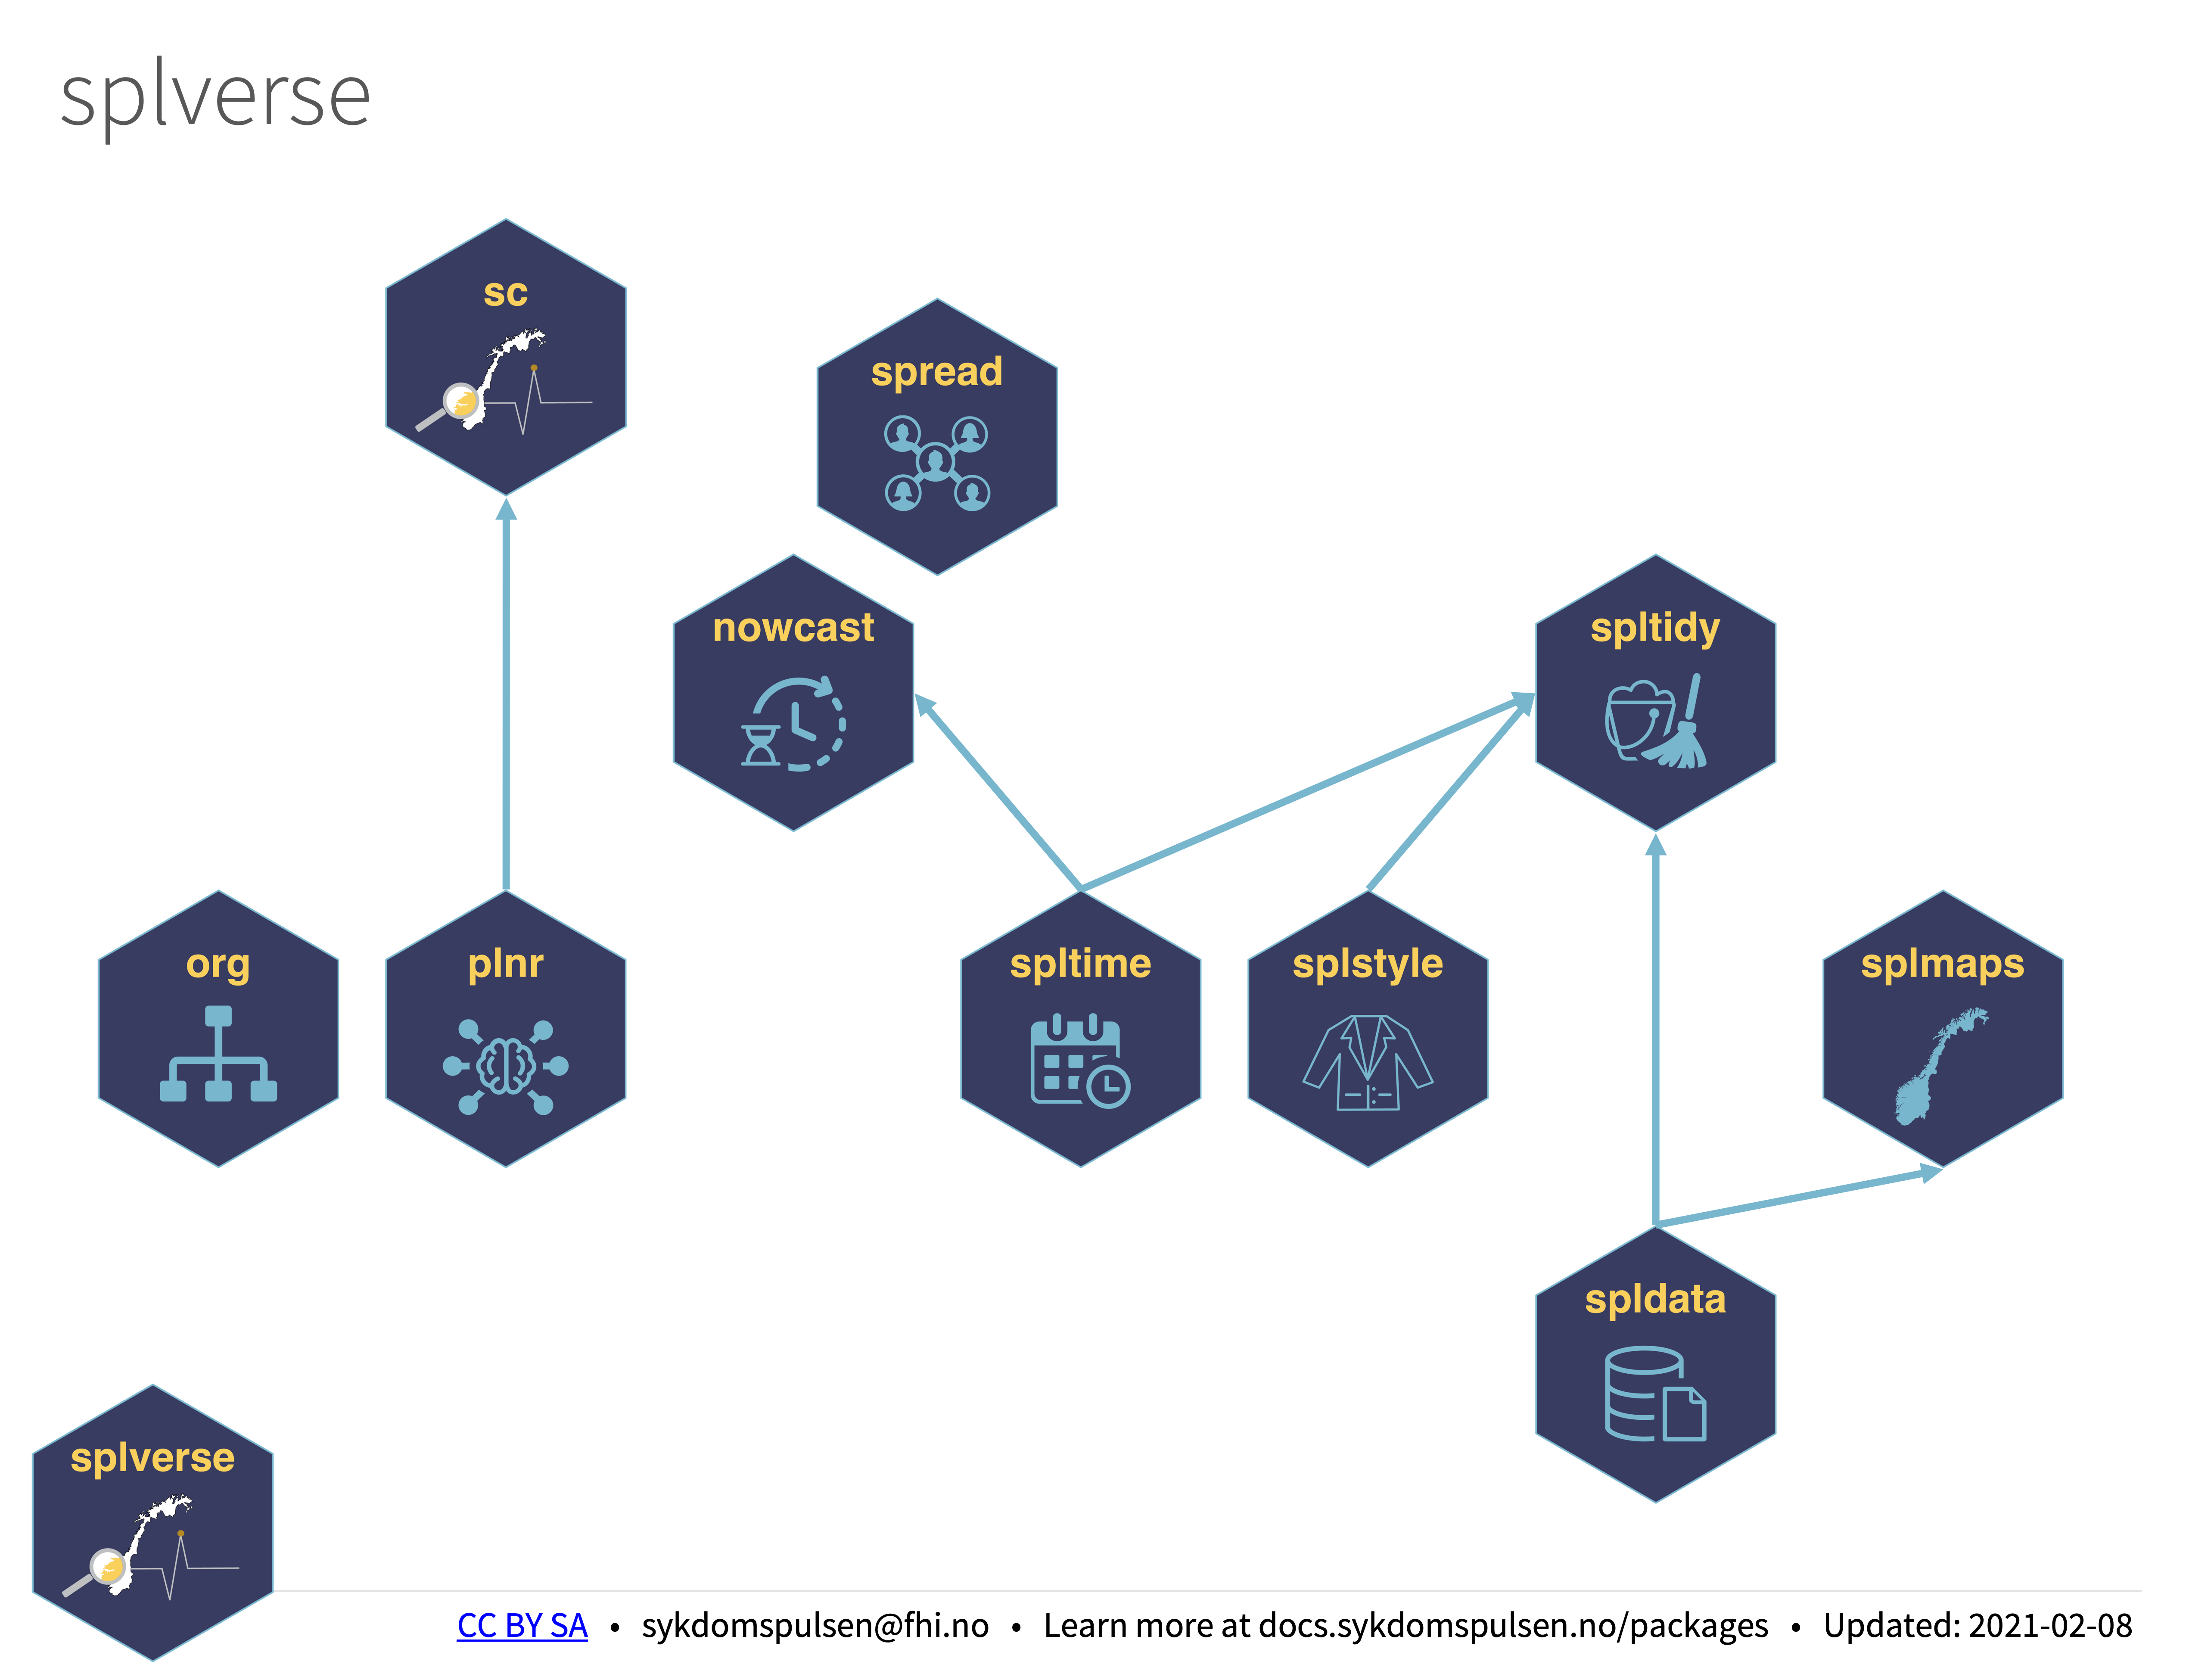 splverse
sc
spread
nowcast
spltidy
org
plnr
spltime
splstyle
splmaps
spldata
splverse
CC BY SA • sykdomspulsen@fhi.no • Learn more at docs.sykdomspulsen.no/packages • Updated: 2021-02-08